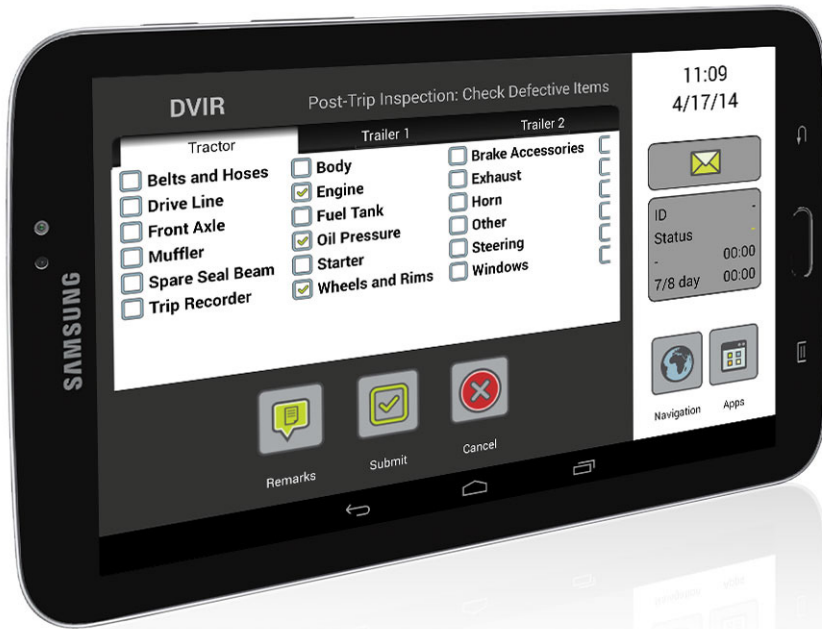 SAMSUNG
DVIR
Post-Trip Inspection: Check Defective Items
Tractor
Trailer 1
Trailer 2
Belts and Hoses
Drive Line
Front Axle
Muffler
Spare Seal Beam
Trip Recorder
Body
Engine
Fuel Tank
Oil Pressure
Starter
Wheels and Rims
Brake Accessories
Exhaust
Horn
Other
Steering
Windows
Remarks
Submit
Cancel
11:09
4/17/14
ID -
Status -
- 00:00
7/8 day 00:00
Navigation
Apps